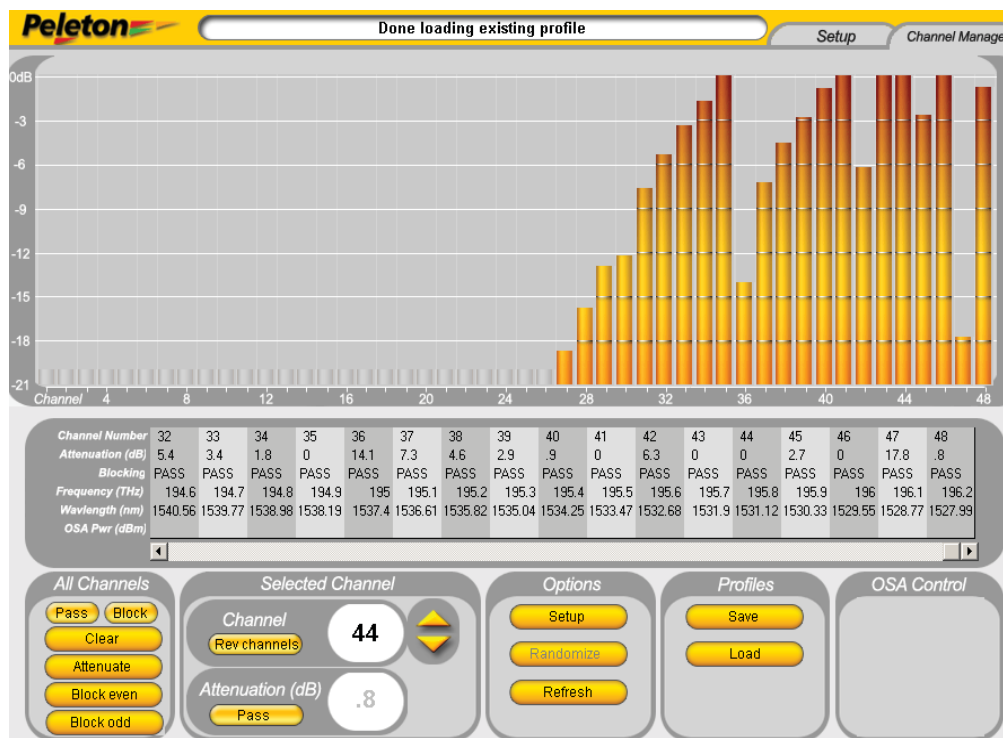 Peleton
Done loading existing profile
Setup
Channel Manage
0dB
-3
-6
-9
-12
-15
-18
-21
Channel 4 8 12 16 20 24 28 32 36 40 44 48
Channel Number 32 33 34 35 36 37 38 39 40 41 42 43 44 45 46 47 48
Attenuation (dB) 5.4 3.4 1.8 0 14.1 7.3 4.6 2.9 .9 0 6.3 0 0 2.7 0 17.8 .8
Blocking PASS PASS PASS PASS PASS PASS PASS PASS PASS PASS PASS PASS PASS PASS PASS PASS PASS
Frequency (THz) 194.6 194.7 194.8 194.9 195 195.1 195.2 195.3 195.4 195.5 195.6 195.7 195.8 195.9 196 196.1 196.2
Wavlength (nm) 1540.56 1539.77 1538.98 1538.19 1537.4 1536.61 1535.82 1535.04 1534.25 1533.47 1532.68 1531.9 1531.12 1530.33 1529.55 1528.77 1527.99
OSA Pwr (dBm)
All Channels
Pass Block
Clear
Attenuate
Block even
Block odd
Selected Channel
Channel
Rev channels
44
Attenuation (dB)
Pass
.8
Options
Setup
Randomize
Refresh
Profiles
Save
Load
OSA Control